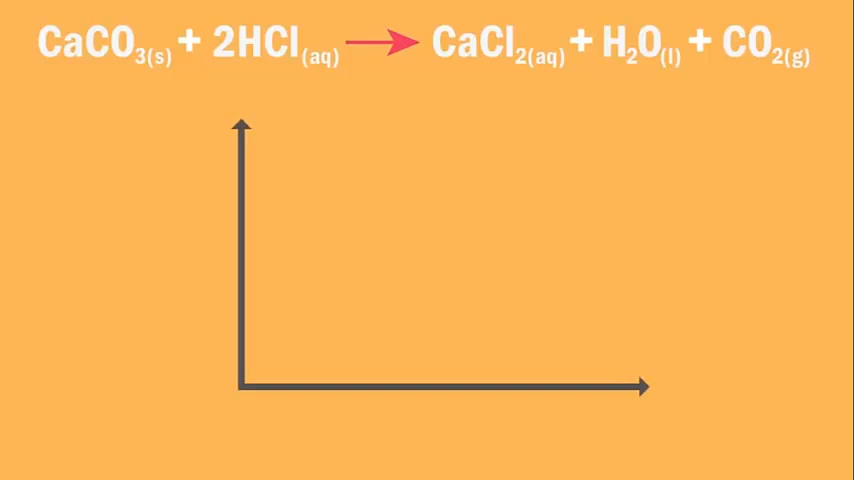 CaCO₃(s) + 2HCl(aq) → CaCl₂(aq) + H₂O(l) + CO₂(g)